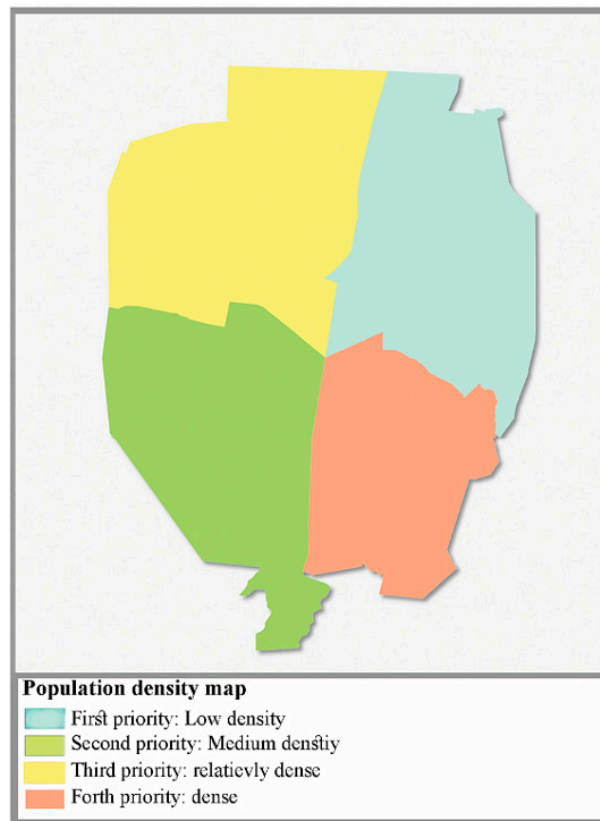 Population density map
First priority: Low density
Second priority: Medium denstiy
Third priority: relatievly dense
Forth priority: dense